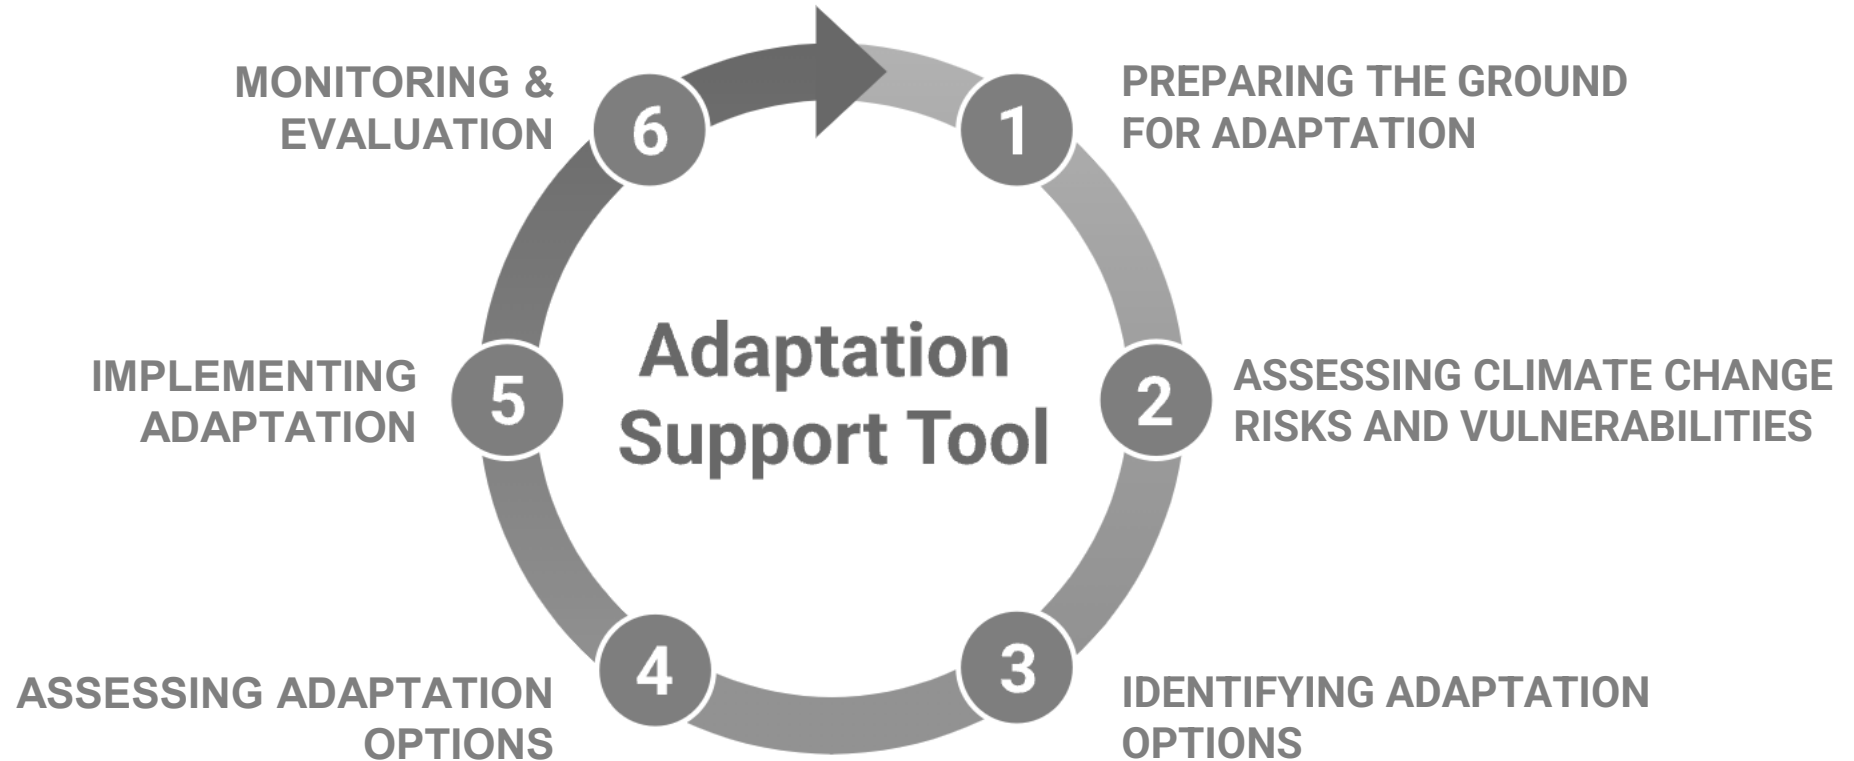 Adaptation
Support Tool
1
PREPARING THE GROUND
FOR ADAPTATION
2
ASSESSING CLIMATE CHANGE
RISKS AND VULNERABILITIES
3
IDENTIFYING ADAPTATION
OPTIONS
4
ASSESSING ADAPTATION
OPTIONS
5
IMPLEMENTING
ADAPTATION
6
MONITORING &
EVALUATION